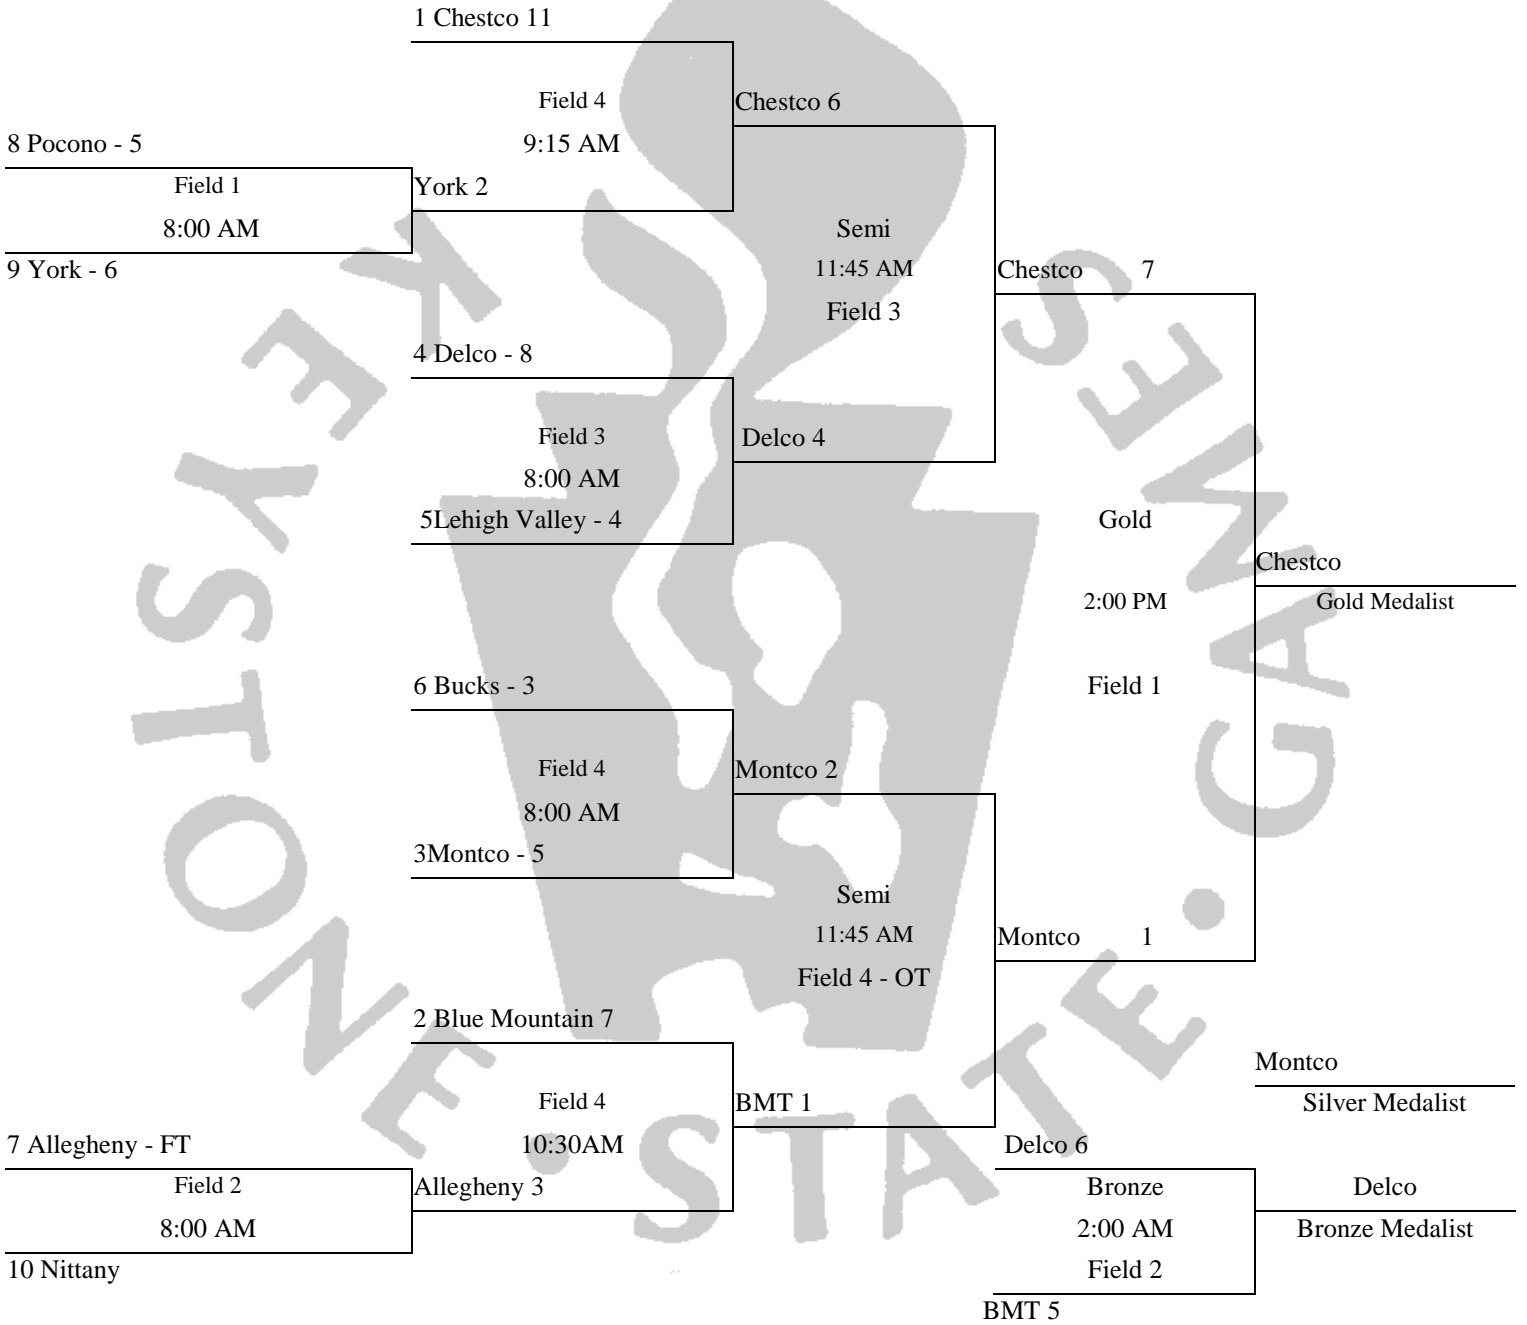 1 Chestco 11
Field 4
Chestco 6
8 Pocono - 5
9:15 AM
Field 1
York 2
8:00 AM
Semi
9 York - 6
11:45 AM
Chestco 7
Field 3
4 Delco - 8
Field 3
Delco 4
8:00 AM
5Lehigh Valley - 4
Gold
Chestco
2:00 PM
Gold Medalist
6 Bucks - 3
Field 1
Field 4
Montco 2
8:00 AM
3Montco - 5
Semi
11:45 AM
Montco 1
Field 4 - OT
2 Blue Mountain 7
Montco
Field 4
BMT 1
Silver Medalist
7 Allegheny - FT
10:30AM
Delco 6
Field 2
Allegheny 3
Bronze
Delco
8:00 AM
2:00 AM
Bronze Medalist
10 Nittany
Field 2
BMT 5
KEYSTONE • STATE • GAMES